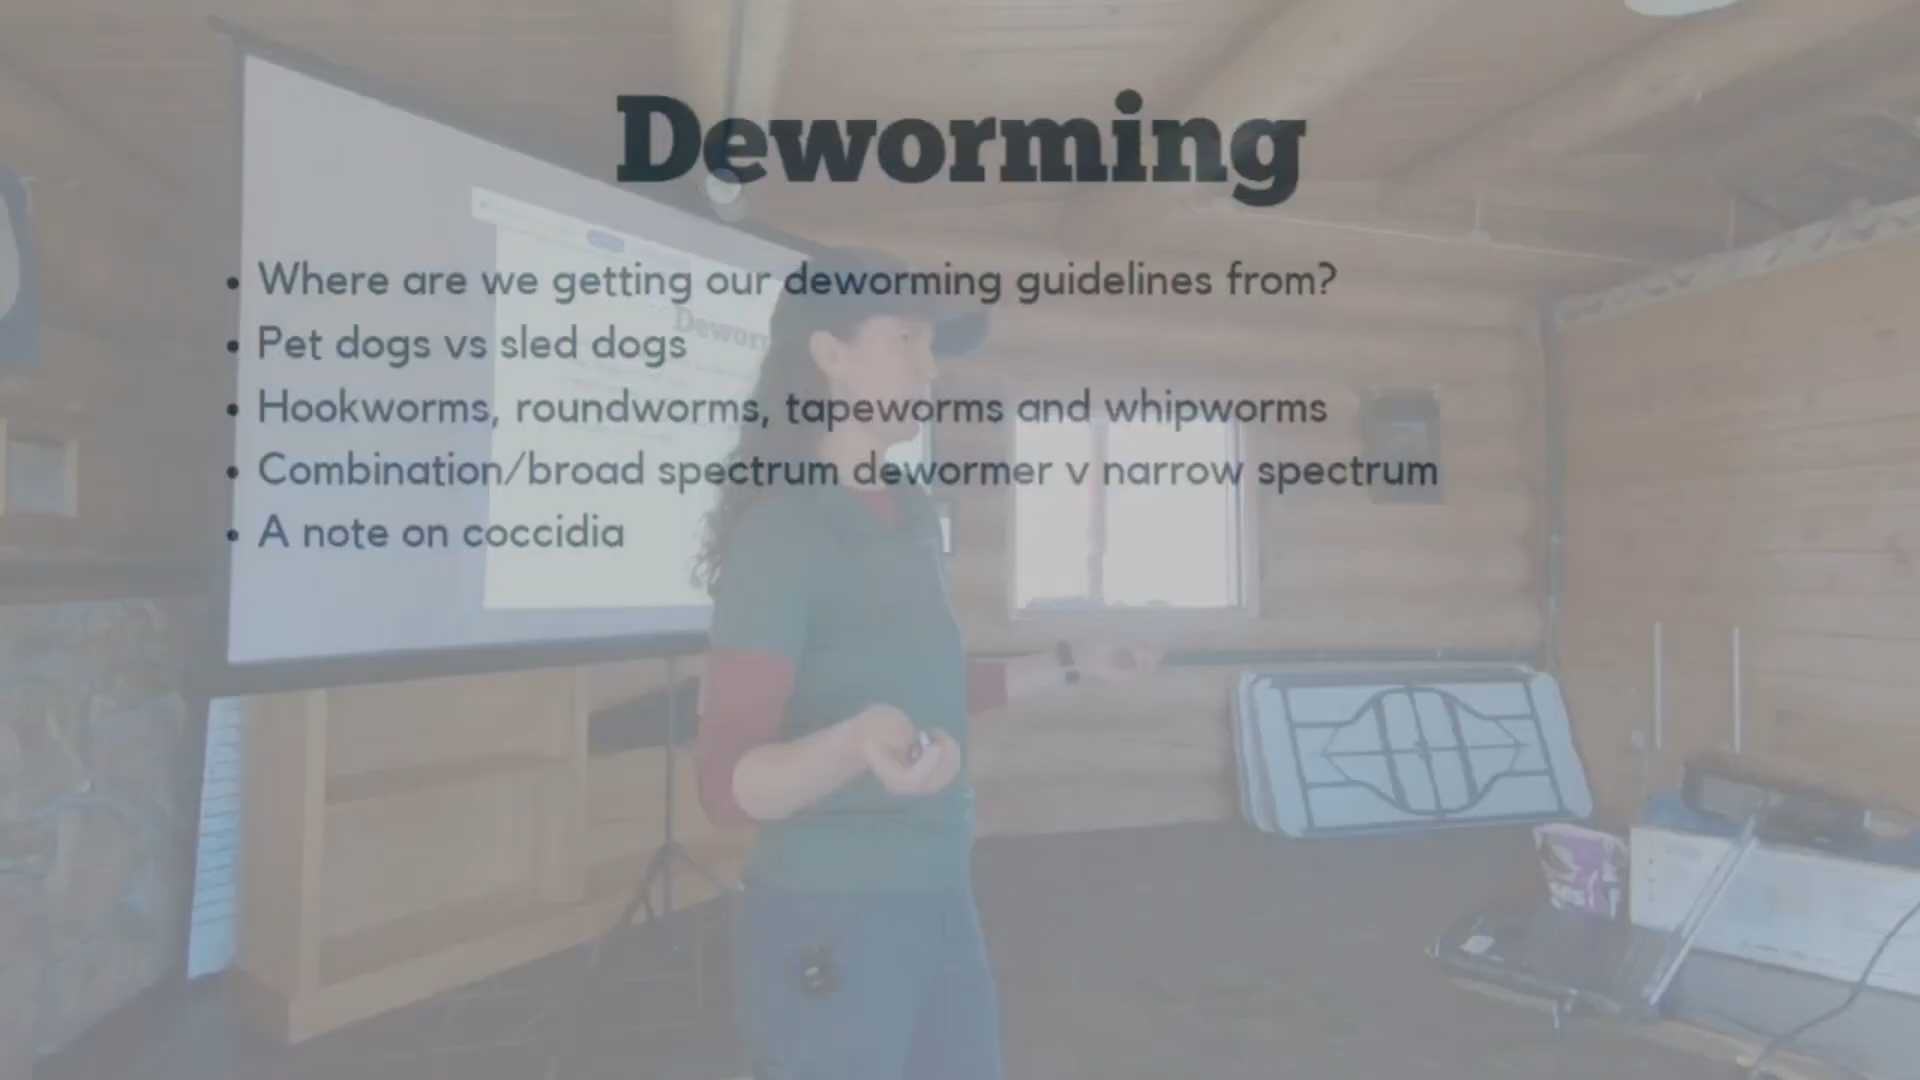 Deworming
• Where are we getting our deworming guidelines from?
• Pet dogs vs sled dogs
• Hookworms, roundworms, tapeworms and whipworms
• Combination/broad spectrum dewormer v narrow spectrum
• A note on coccidia
Deworm